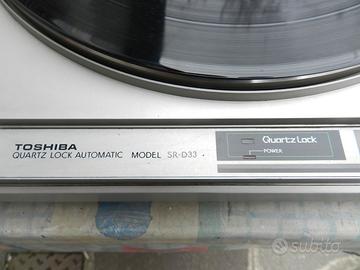 TOSHIBA
QUARTZ LOCK AUTOMATIC MODEL SR-D33
Quartz Lock
POWER
subito